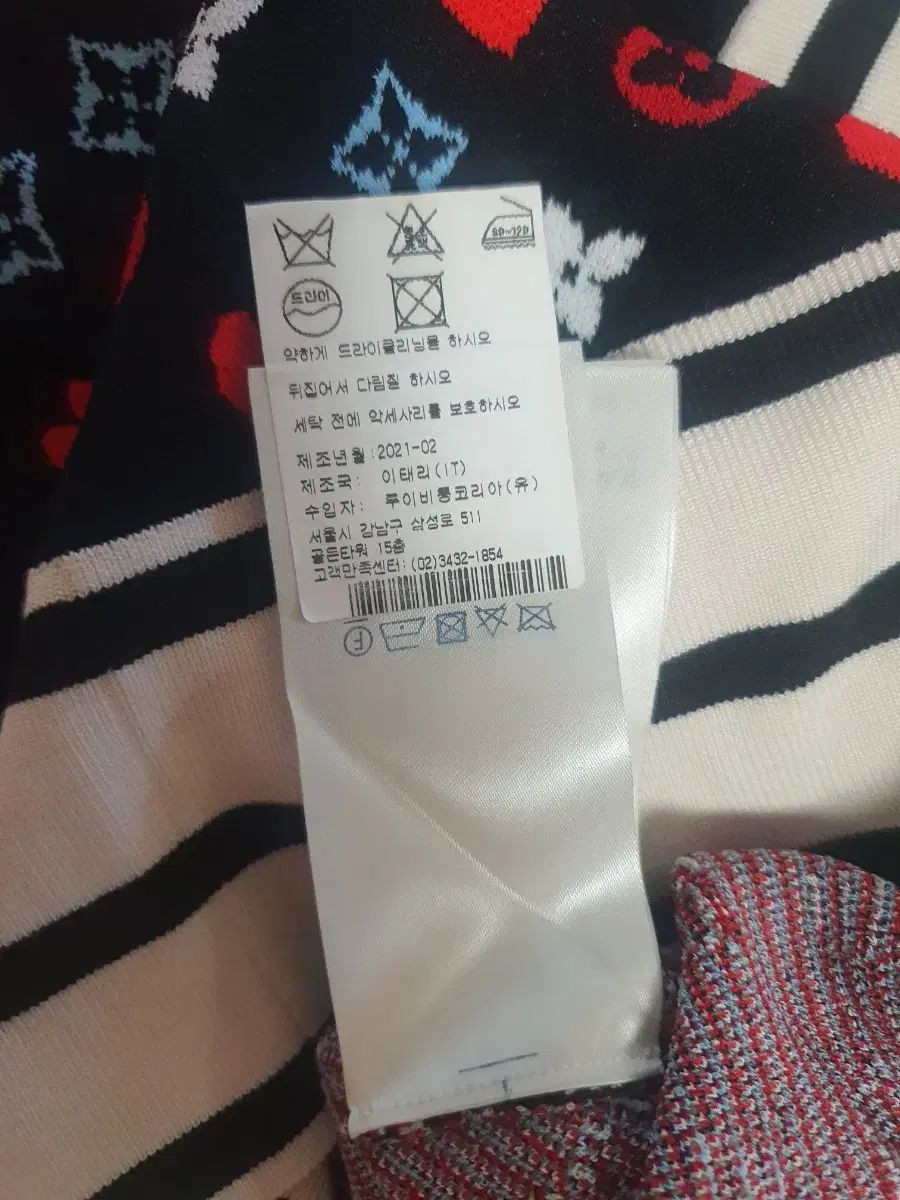 80~120
드라이
약하게 드라이클리닝을 하시오
뒤집어서 다림질 하시오
세탁 전에 악세사리를 보호하시오
제조년월:2021-02
제조국: 이태리(IT)
수입자: 루이비통코리아(유)
서울시 강남구 삼성로 511
골든타워 15층
고객만족센터:(02)3432-1854
F